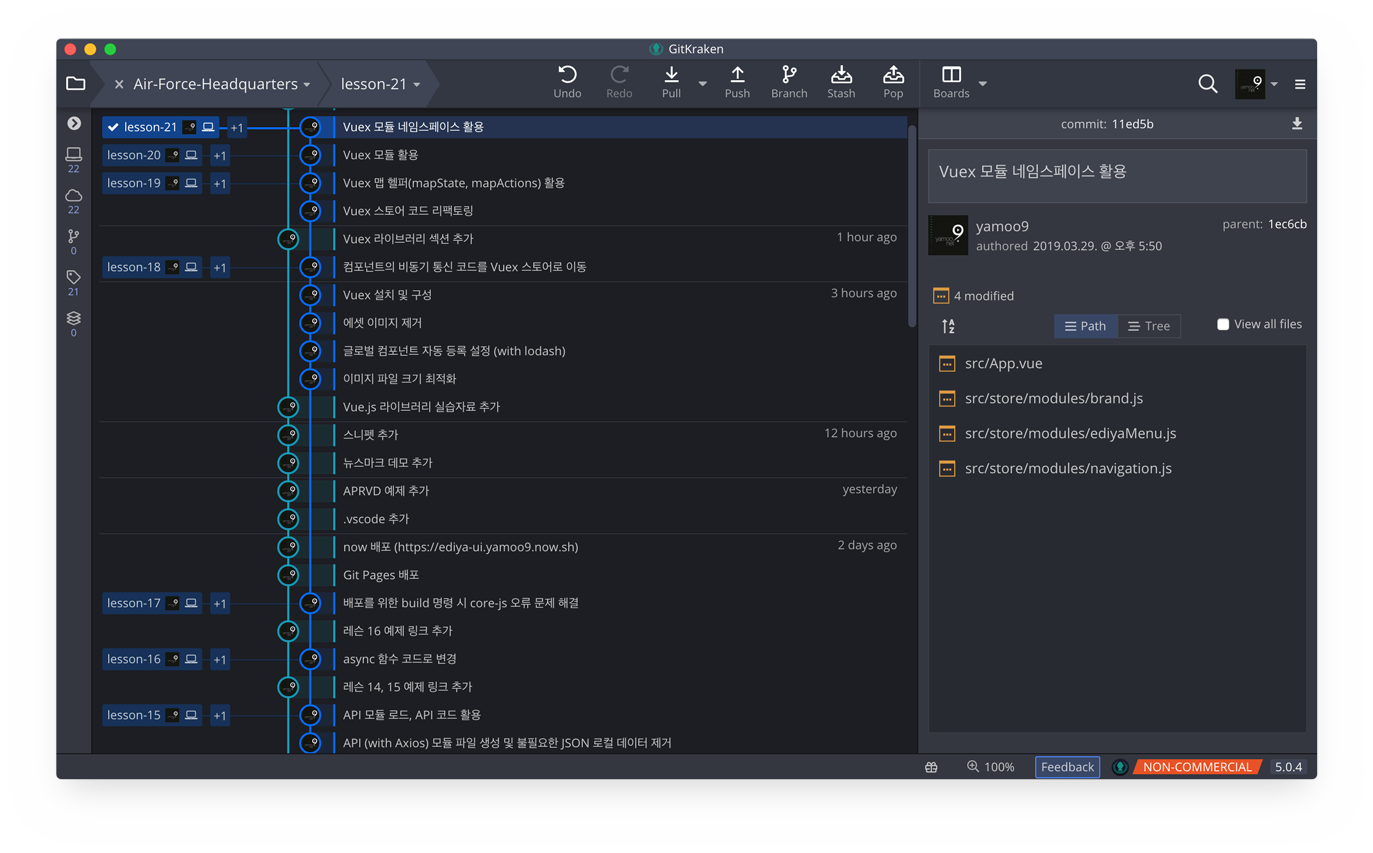 GitKraken
Air-Force-Headquarters
lesson-21
Undo
Redo
Pull
Push
Branch
Stash
Pop
Boards
22
22
0
21
0
lesson-21 +1 Vuex 모듈 네임스페이스 활용
lesson-20 +1 Vuex 모듈 활용
lesson-19 +1 Vuex 맵 헬퍼(mapState, mapActions) 활용
Vuex 스토어 코드 리팩토링
Vuex 라이브러리 섹션 추가 1 hour ago
lesson-18 +1 컴포넌트의 비동기 통신 코드를 Vuex 스토어로 이동
Vuex 설치 및 구성 3 hours ago
에셋 이미지 제거
글로벌 컴포넌트 자동 등록 설정 (with lodash)
이미지 파일 크기 최적화
Vue.js 라이브러리 실습자료 추가
스니펫 추가 12 hours ago
뉴스마크 데모 추가
APRVD 예제 추가 yesterday
.vscode 추가
now 배포 (https://ediya-ui.yamoo9.now.sh) 2 days ago
Git Pages 배포
lesson-17 +1 배포를 위한 build 명령 시 core-js 오류 문제 해결
레슨 16 예제 링크 추가
lesson-16 +1 async 함수 코드로 변경
레슨 14, 15 예제 링크 추가
lesson-15 +1 API 모듈 로드, API 코드 활용
API (with Axios) 모듈 파일 생성 및 불필요한 JSON 로컬 데이터 제거
commit: 11ed5b
Vuex 모듈 네임스페이스 활용
yamoo9
parent: 1ec6cb
authored 2019.03.29. @ 오후 5:50
4 modified
Path
Tree
View all files
src/App.vue
src/store/modules/brand.js
src/store/modules/ediyaMenu.js
src/store/modules/navigation.js
100%
Feedback
NON-COMMERCIAL
5.0.4